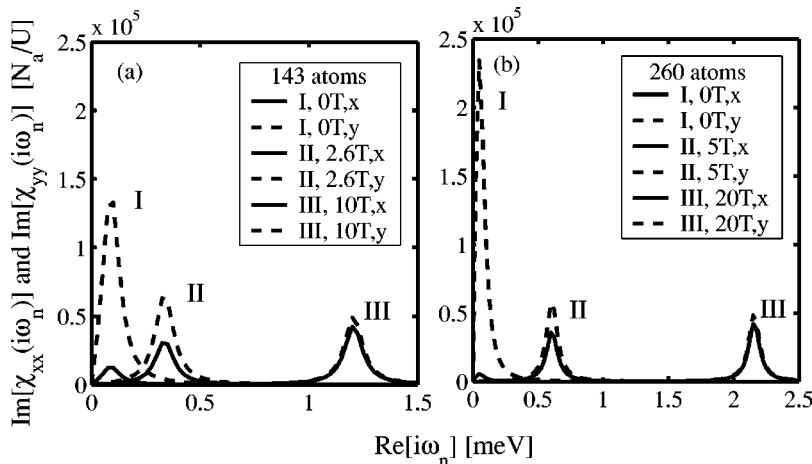 Im[χxx(iωn)] and Im[χyy(iωn)] [Na/U]
x 10^5
2.5
2
1.5
1
0.5
0
(a)
143 atoms
I, 0T,x
I, 0T,y
II, 2.6T,x
II, 2.6T,y
III, 10T,x
III, 10T,y
I
II
III
0 0.5 1 1.5
x 10^5
2.5
2
1.5
1
0.5
0
(b)
260 atoms
I, 0T,x
I, 0T,y
II, 5T,x
II, 5T,y
III, 20T,x
III, 20T,y
I
II
III
0 0.5 1 1.5 2 2.5
Re[iωn] [meV]